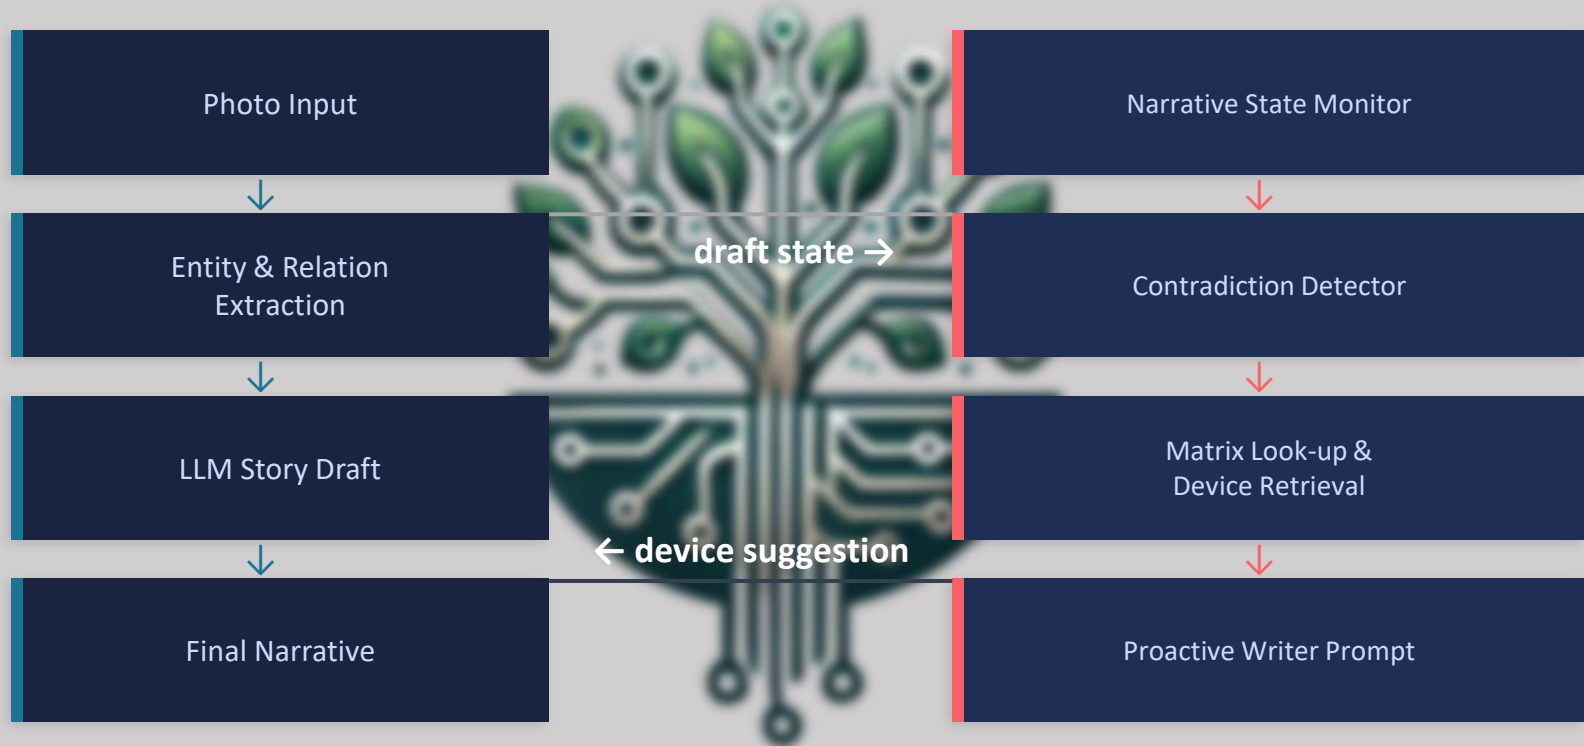 Photo Input
Narrative State Monitor
↓
↓
Entity & Relation
Extraction
draft state →
Contradiction Detector
↓
↓
LLM Story Draft
Matrix Look-up &
Device Retrieval
← device suggestion
↓
↓
Final Narrative
Proactive Writer Prompt